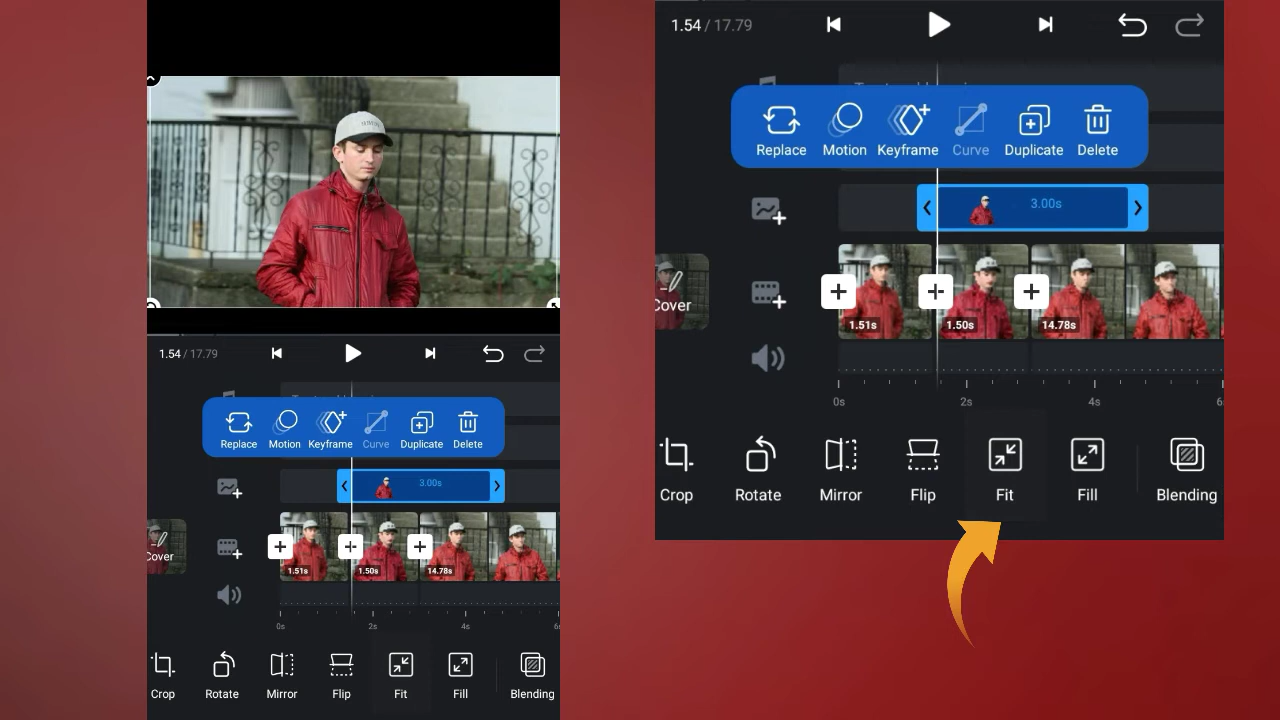 1.54 / 17.79
Replace Motion Keyframe Curve Duplicate Delete
3.00s
Cover
1.51s 1.50s 14.78s
0s 2s 4s 6
Crop Rotate Mirror Flip Fit Fill Blending
1.54 / 17.79
Replace Motion Keyframe Curve Duplicate Delete
3.00s
Cover
1.51s 1.50s 14.78s
0s 2s 4s 6
Crop Rotate Mirror Flip Fit Fill Blending